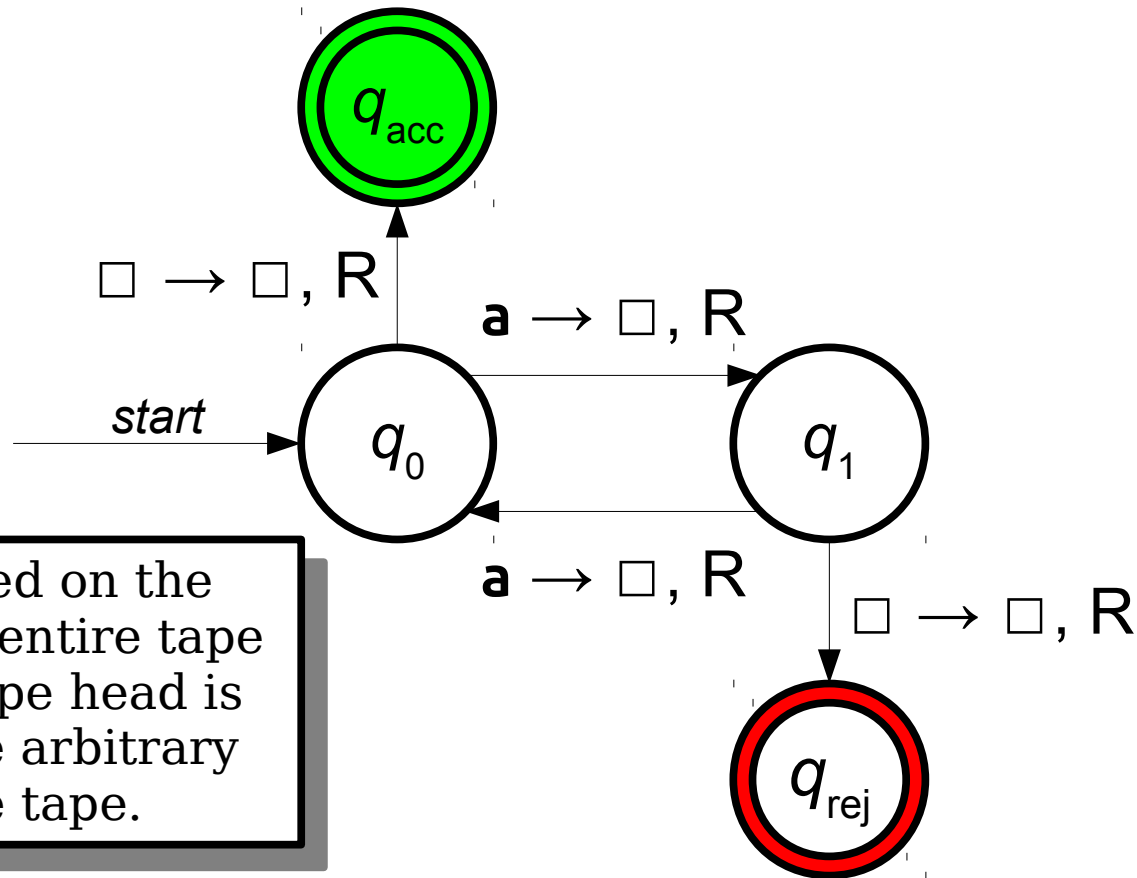 q_acc
□ → □, R
a → □, R
start
q_0
q_1
a → □, R
□ → □, R
ed on the
entire tape
pe head is
e arbitrary
e tape.
q_rej